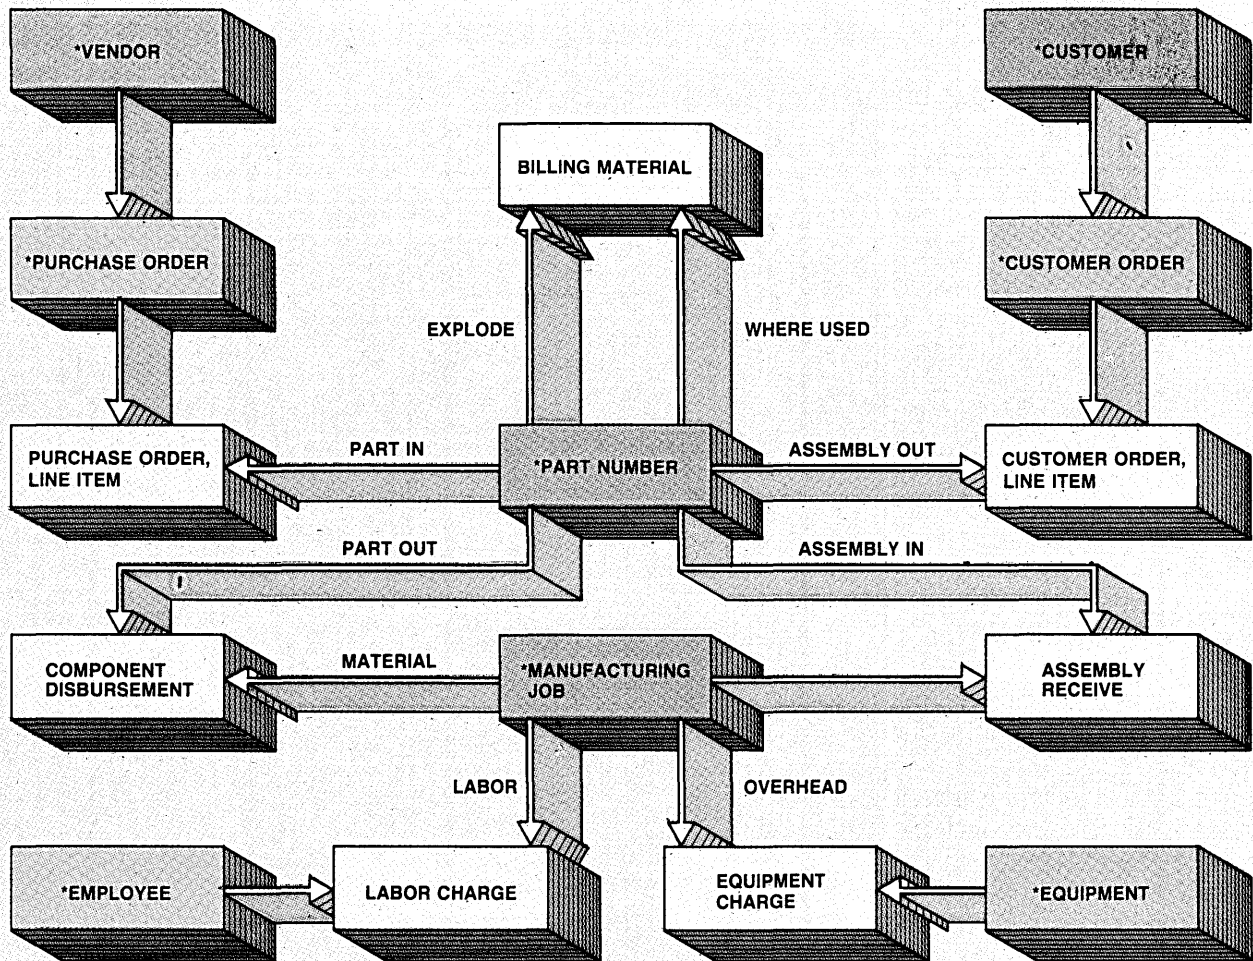 *VENDOR
*CUSTOMER
BILLING MATERIAL
*PURCHASE ORDER
*CUSTOMER ORDER
EXPLODE
WHERE USED
PURCHASE ORDER,
LINE ITEM
PART IN
*PART NUMBER
ASSEMBLY OUT
CUSTOMER ORDER,
LINE ITEM
PART OUT
ASSEMBLY IN
COMPONENT
DISBURSEMENT
MATERIAL
*MANUFACTURING
JOB
ASSEMBLY
RECEIVE
LABOR
OVERHEAD
*EMPLOYEE
LABOR CHARGE
EQUIPMENT
CHARGE
*EQUIPMENT